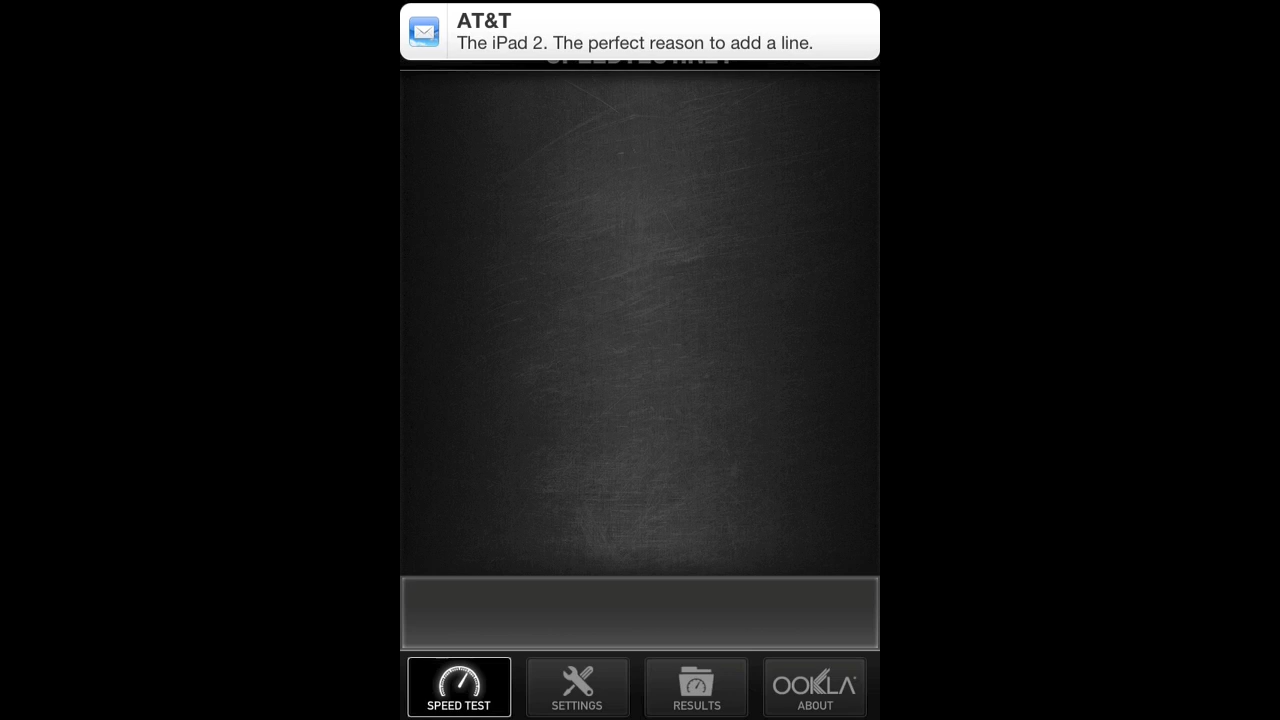 AT&T
The iPad 2. The perfect reason to add a line.
SPEED TEST
SETTINGS
RESULTS
OOKLA
ABOUT